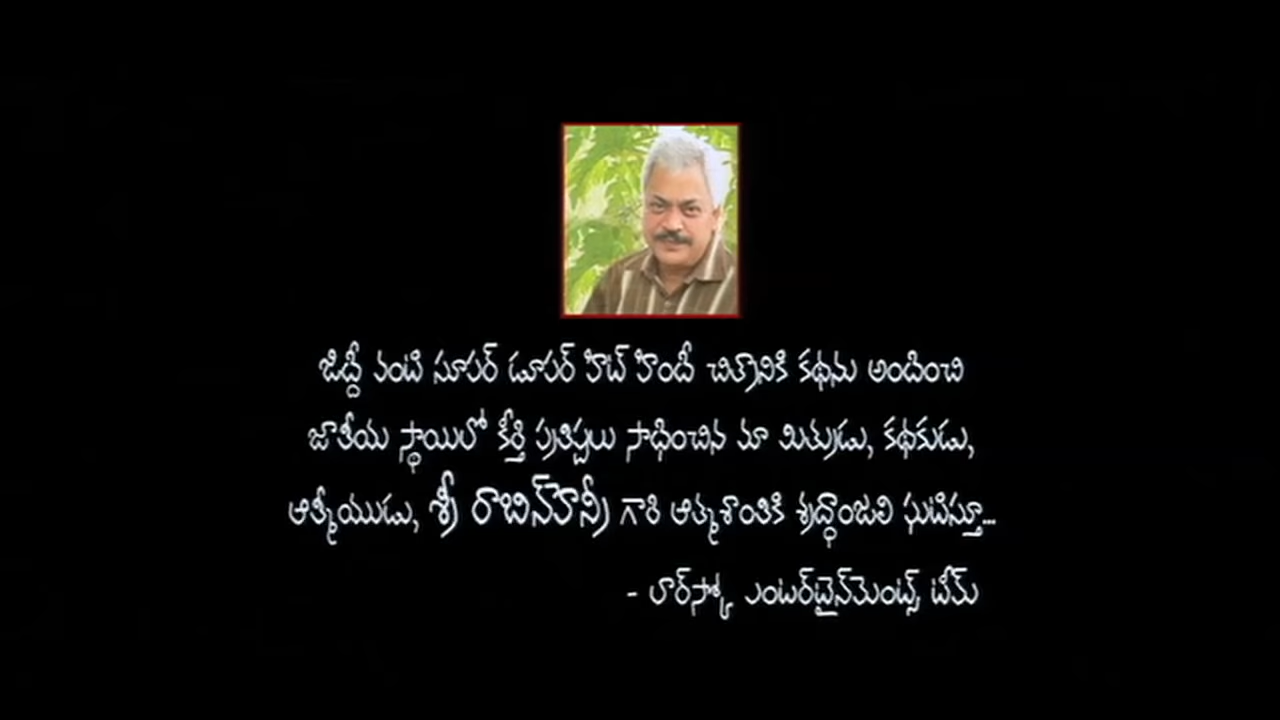 జిద్దీ వంటి సూపర్ డూపర్ హిట్ హిందీ చిత్రానికి కథను అందించి
జాతీయ స్థాయిలో కీర్తి ప్రతిష్టలు సాధించిన మా మిత్రుడు, కథకుడు,
ఆత్మీయుడు, శ్రీ రాబిన్‌హెన్రీ గారి ఆత్మశాంతికి శ్రద్ధాంజలి ఘటిస్తూ...
- లార్‌స్కో ఎంటర్‌టైన్‌మెంట్స్ టీమ్